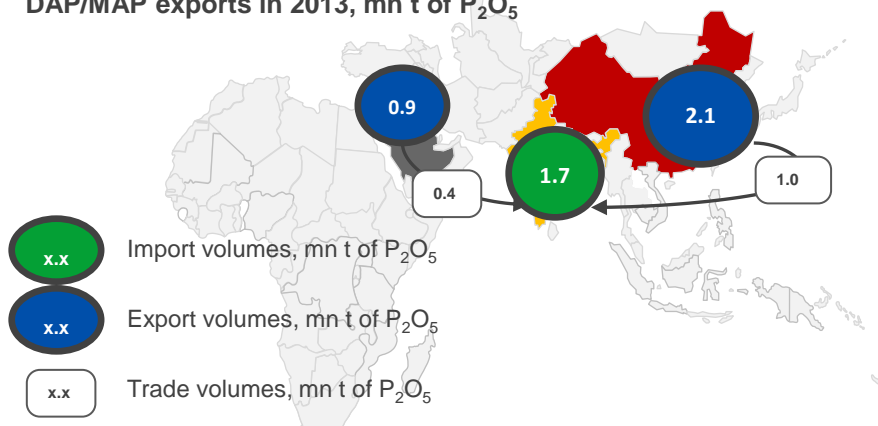 DAP/MAP exports in 2013, mn t of P₂O₅
0.9
2.1
1.7
0.4
1.0
x.x Import volumes, mn t of P₂O₅
x.x Export volumes, mn t of P₂O₅
x.x Trade volumes, mn t of P₂O₅